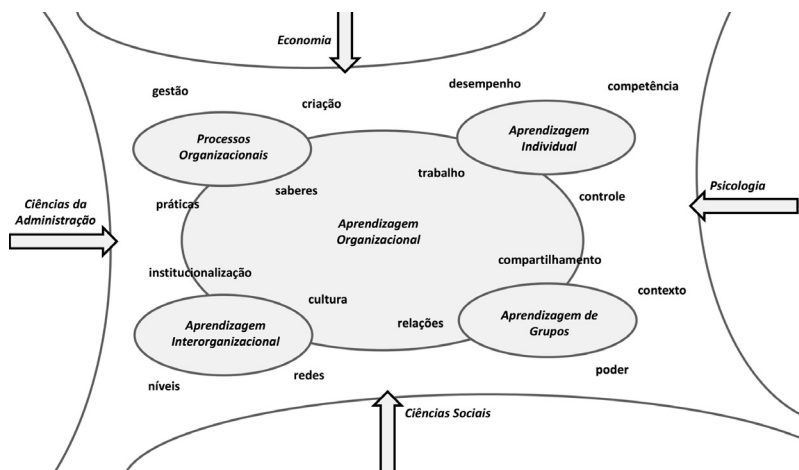 Economia
desempenho
competência
gestão
criação
Processos
Organizacionais
Aprendizagem
Individual
trabalho
saberes
Psicologia
controle
práticas
Ciências da
Administração
Aprendizagem
Organizacional
compartilhamento
institucionalização
contexto
cultura
relações
Aprendizagem
Interorganizacional
Aprendizagem de
Grupos
poder
redes
níveis
Ciências Sociais